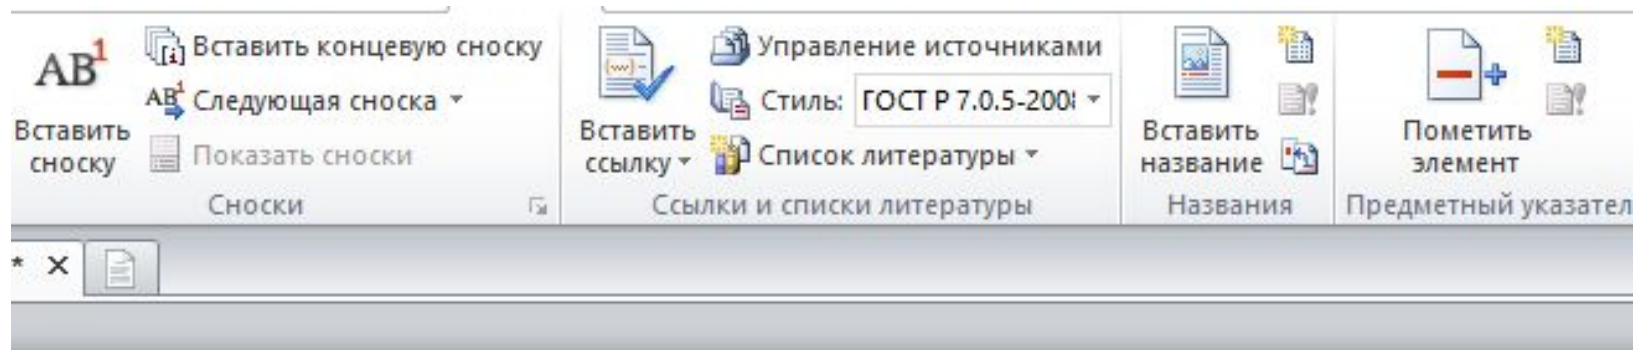 AB1
Вставить
сноску
Вставить концевую сноску
AB1 Следующая сноска
Показать сноски
Сноски
Вставить
ссылку
Управление источниками
Стиль: ГОСТ Р 7.0.5-200
Список литературы
Ссылки и списки литературы
Вставить
название
Названия
Пометить
элемент
Предметный указател
* X